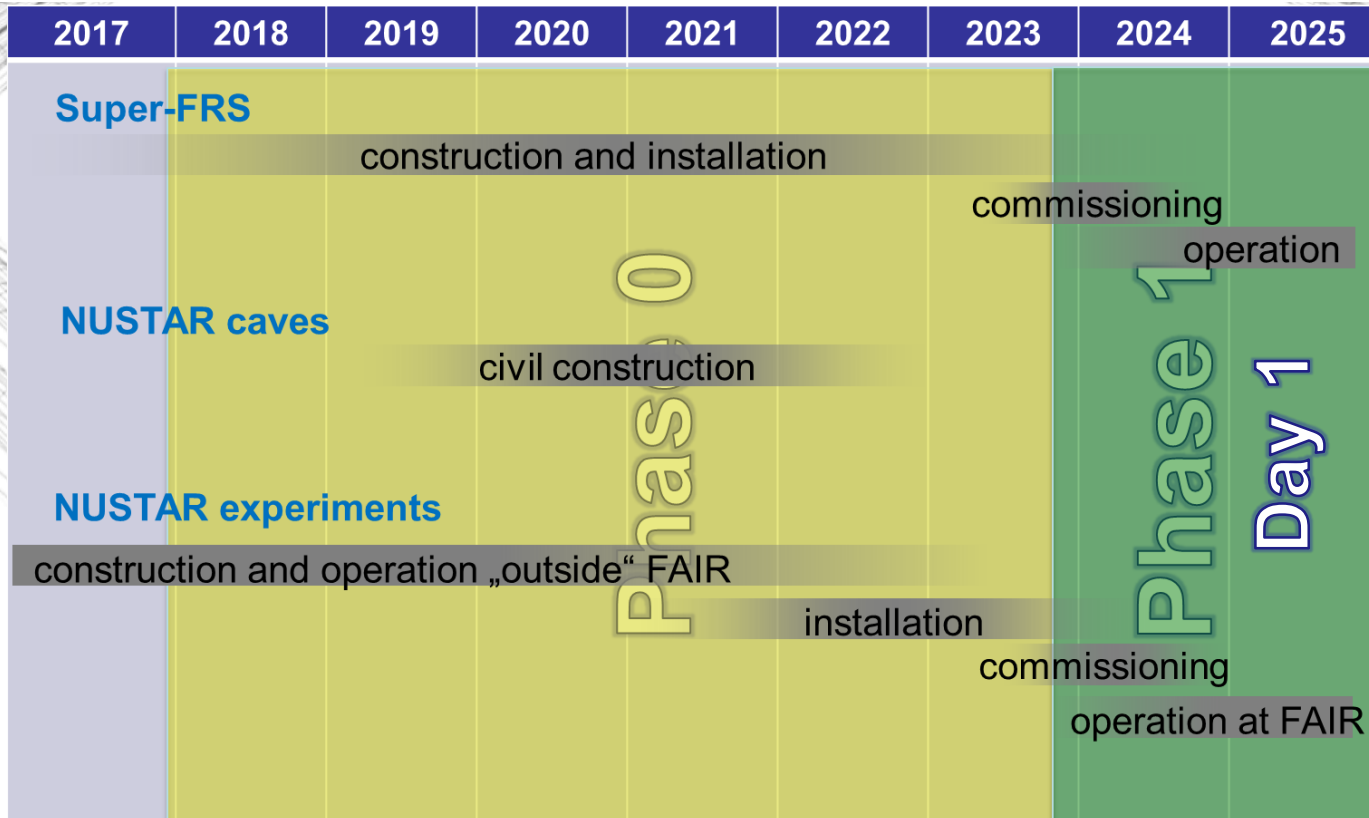 2017 2018 2019 2020 2021 2022 2023 2024 2025
Super-FRS
construction and installation
commissioning
operation
NUSTAR caves
civil construction
NUSTAR experiments
construction and operation „outside“ FAIR
installation
commissioning
operation at FAIR
Phase 0
Phase 1
Day 1